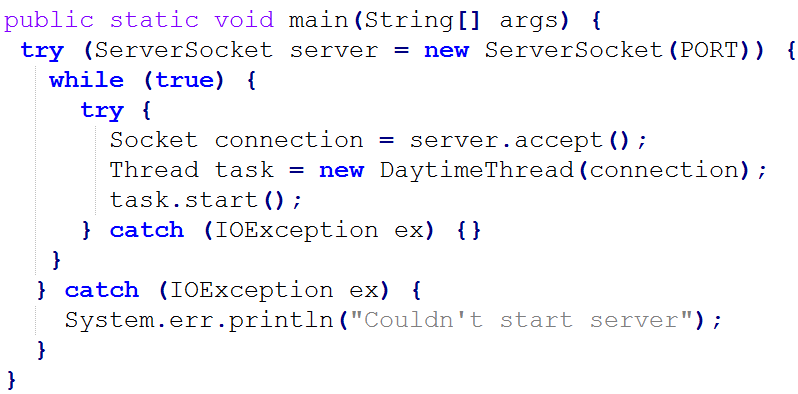 public static void main(String[] args) {
 try (ServerSocket server = new ServerSocket(PORT)) {
   while (true) {
     try {
       Socket connection = server.accept();
       Thread task = new DaytimeThread(connection);
       task.start();
     } catch (IOException ex) {}
   }
  } catch (IOException ex) {
    System.err.println("Couldn't start server");
  }
}